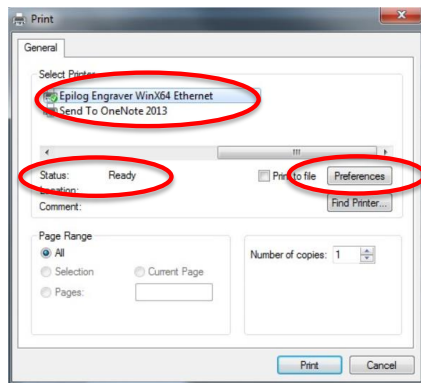 Print
General
Select Printer
Epilog Engraver WinX64 Ethernet
Send To OneNote 2013
Status: Ready
Print to file
Preferences
Location:
Comment:
Find Printer...
Page Range
All
Selection
Current Page
Pages:
Number of copies: 1
Print
Cancel